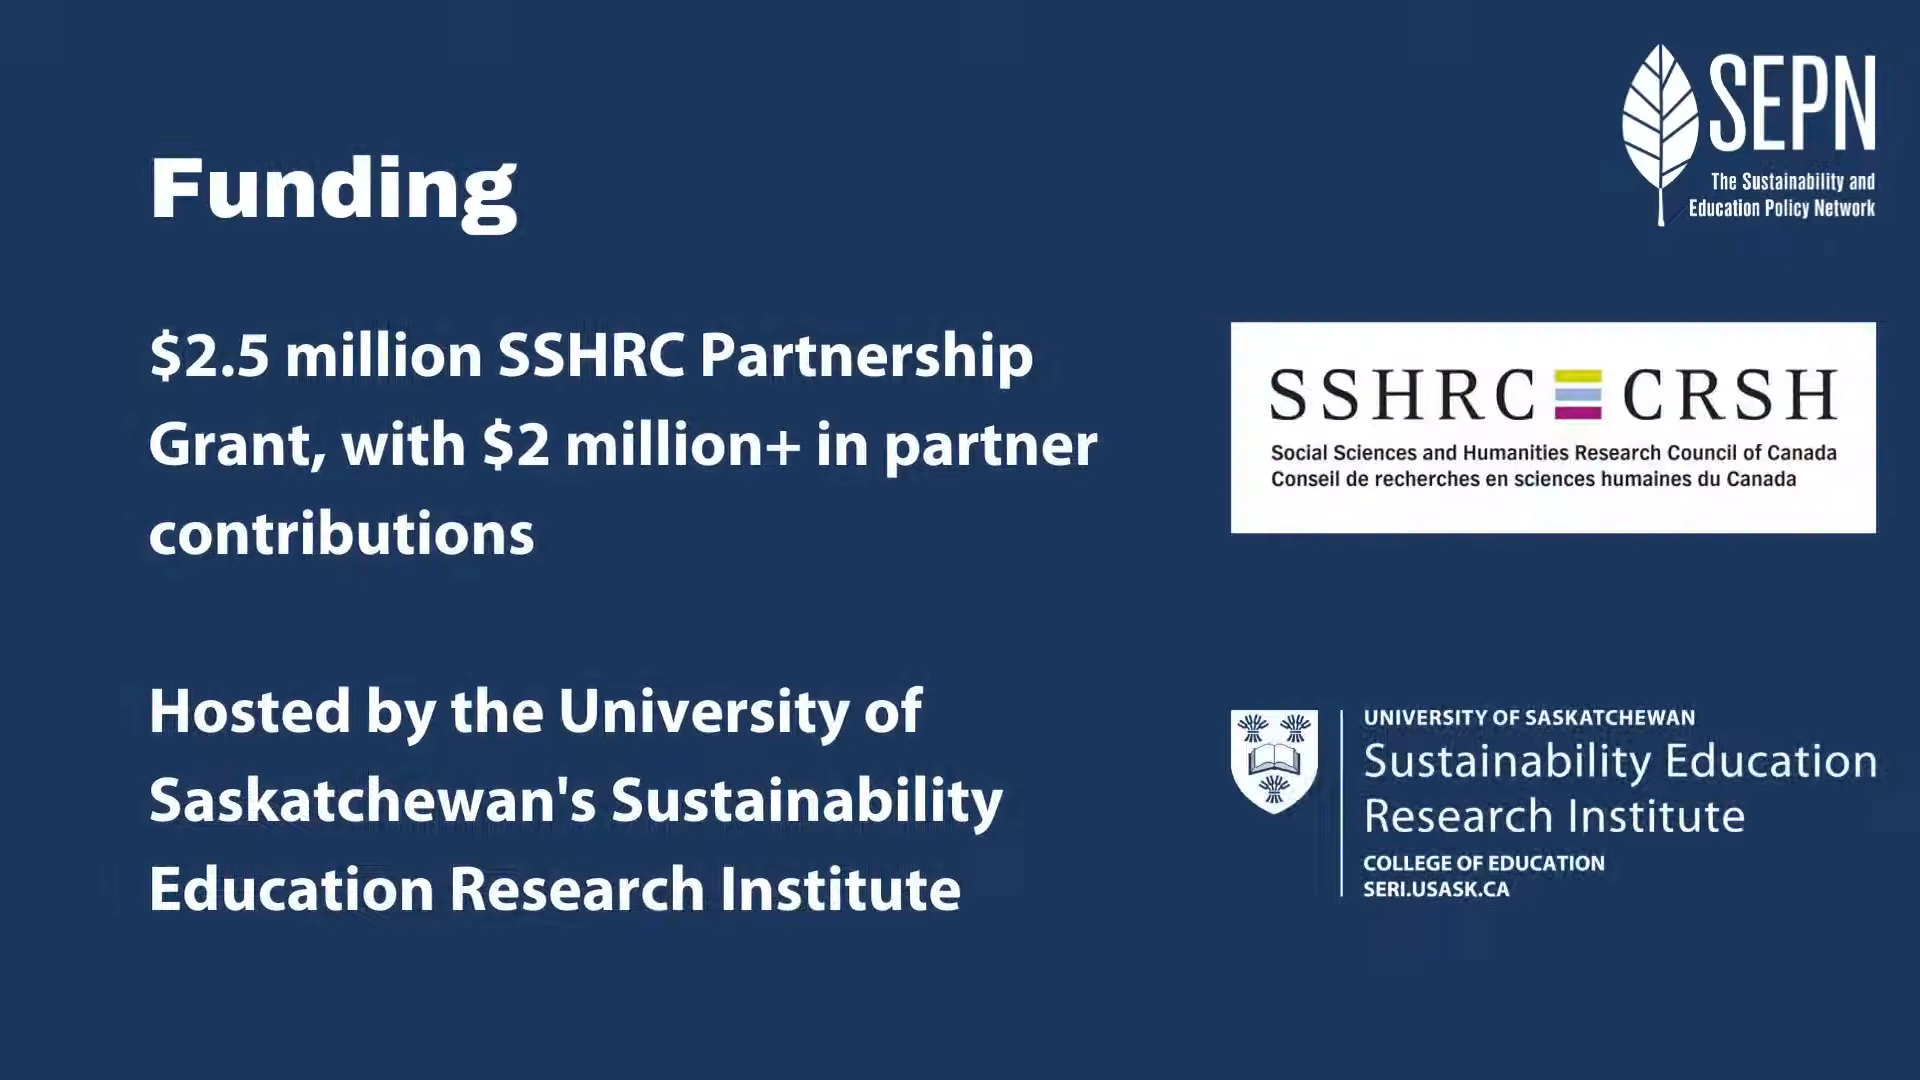 SEPN
The Sustainability and
Education Policy Network
Funding
$2.5 million SSHRC Partnership
Grant, with $2 million+ in partner
contributions
SSHRC CRSH
Social Sciences and Humanities Research Council of Canada
Conseil de recherches en sciences humaines du Canada
Hosted by the University of
Saskatchewan's Sustainability
Education Research Institute
UNIVERSITY OF SASKATCHEWAN
Sustainability Education
Research Institute
COLLEGE OF EDUCATION
SERI.USASK.CA